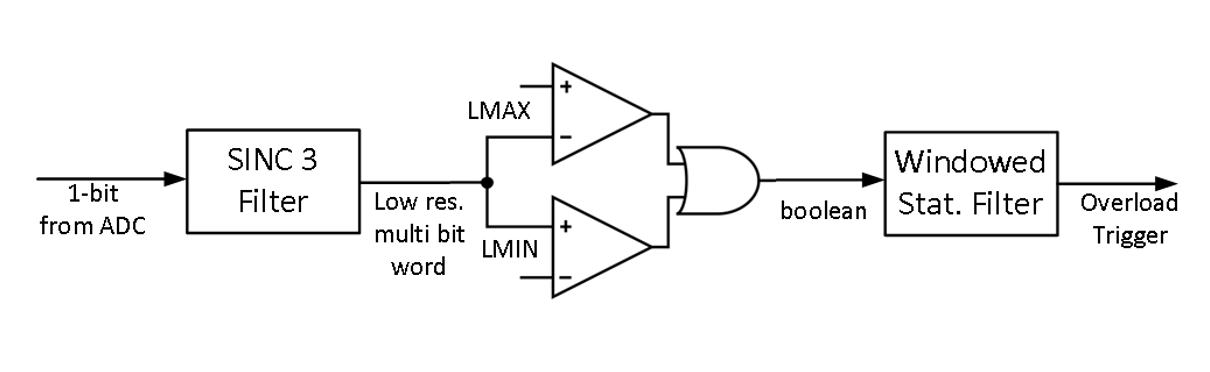 1-bit
from ADC
SINC 3
Filter
Low res.
multi bit
word
LMAX
+
−
LMIN
+
−
boolean
Windowed
Stat. Filter
Overload
Trigger